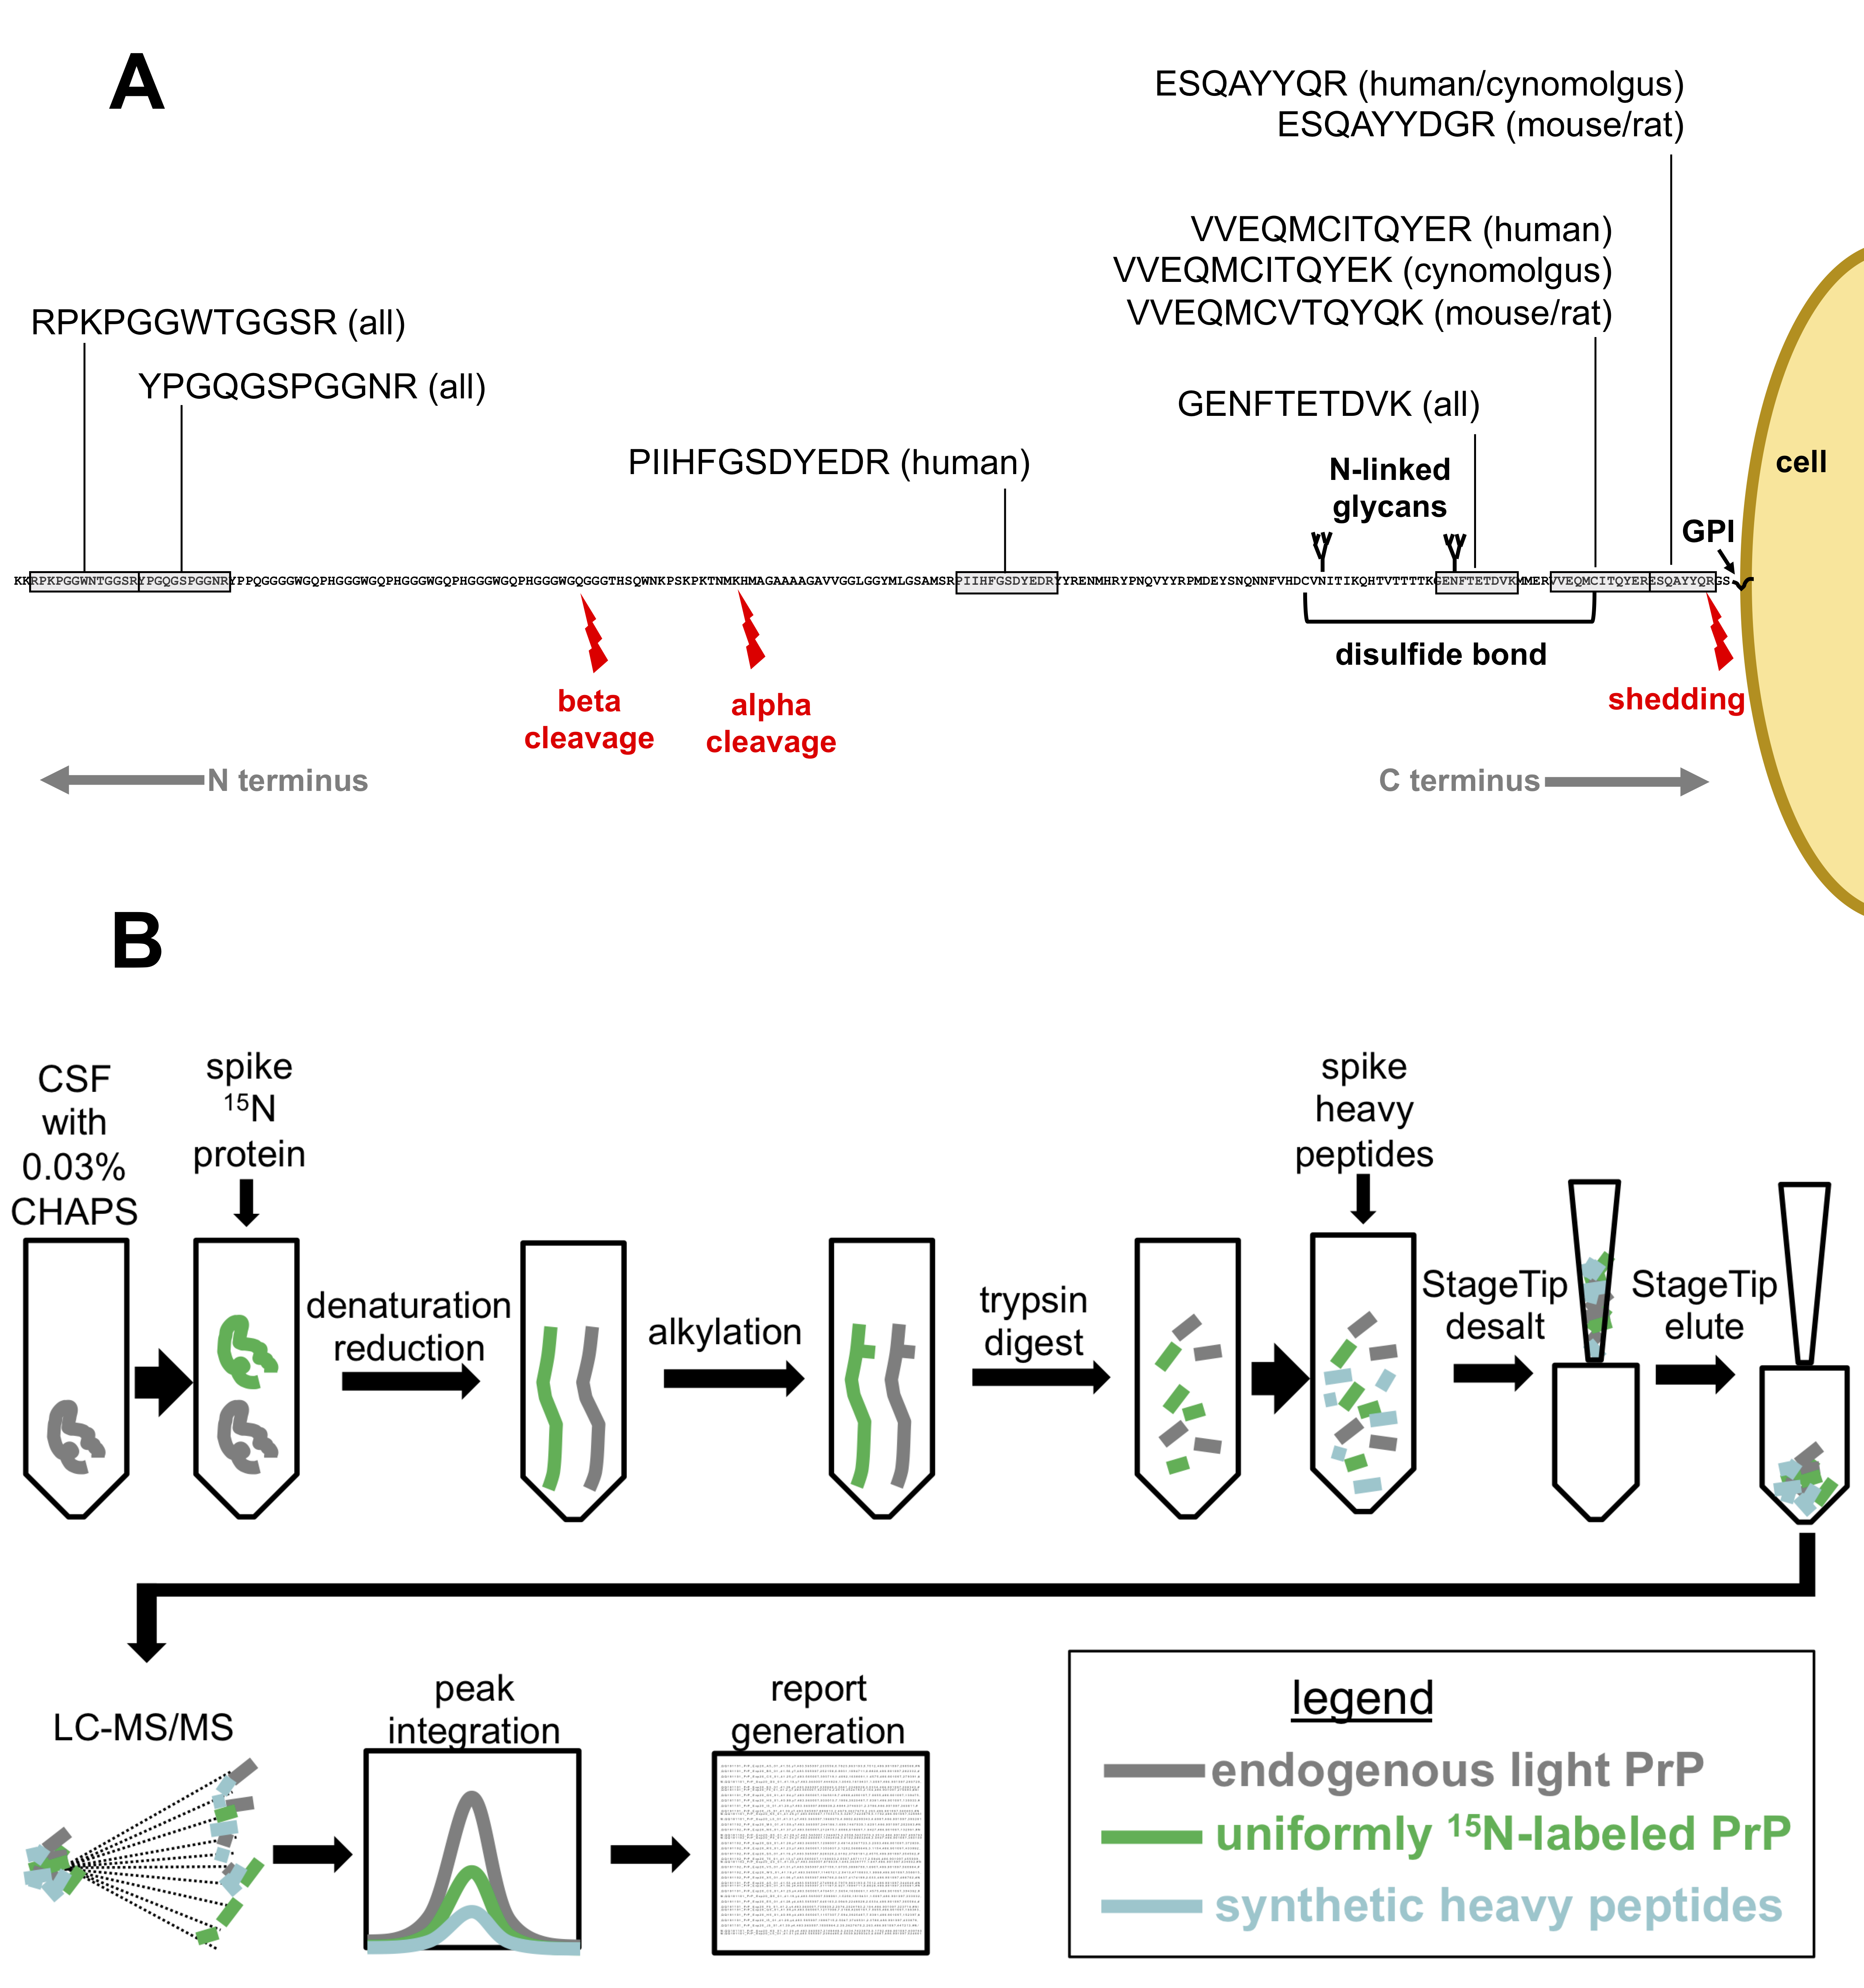 A
ESQAYYQR (human/cynomolgus)
ESQAYYDGR (mouse/rat)
VVEQMCITQYER (human)
VVEQMCITQYEK (cynomolgus)
VVEQMCVTQYQK (mouse/rat)
RPKPGGWTGGSR (all)
YPGQGSPGGNR (all)
GENFTETDVK (all)
PIIHFGSDYEDR (human)
N-linked
glycans
cell
GPI
KKRPKPGGWNTGGSRYPGQGSPGGNRYPPQGGGGWGQPHGGGWGQPHGGGWGQPHGGGWGQPHGGGWGQGGGTHSQWNKPSKPKTNMKHMAGAAAAGAVVGGLGGYMLGSAMSRPIIHFGSDYEDRYYRENMHRYPNQVYYRPMDEYSNQNNFVHDCVNITIKQHTVTTTTKGENFTETDVKMMERVVEQMCITQYERESQAYYQRGS
disulfide bond
beta
cleavage
alpha
cleavage
shedding
N terminus
C terminus
B
CSF
with
0.03%
CHAPS
spike
15N
protein
denaturation
reduction
alkylation
trypsin
digest
spike
heavy
peptides
StageTip
desalt
StageTip
elute
LC-MS/MS
peak
integration
report
generation
legend
endogenous light PrP
uniformly 15N-labeled PrP
synthetic heavy peptides